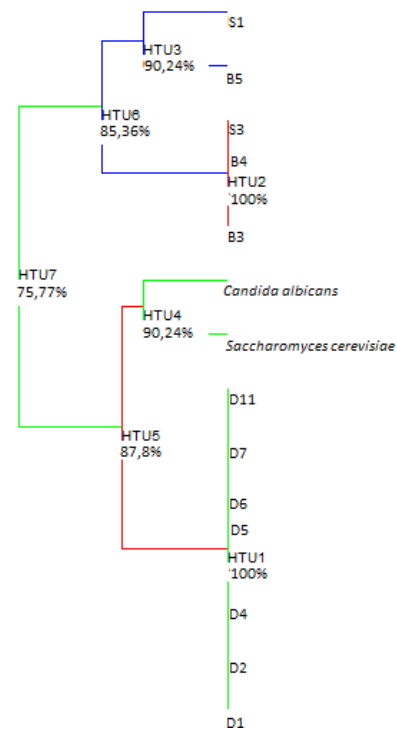 S1
HTU3
90,24%
B5
HTU6
85,36%
S3
B4
HTU2
100%
B3
HTU7
75,77%
Candida albicans
HTU4
90,24%
Saccharomyces cerevisiae
D11
HTU5
87,8%
D7
D6
D5
HTU1
100%
D4
D2
D1